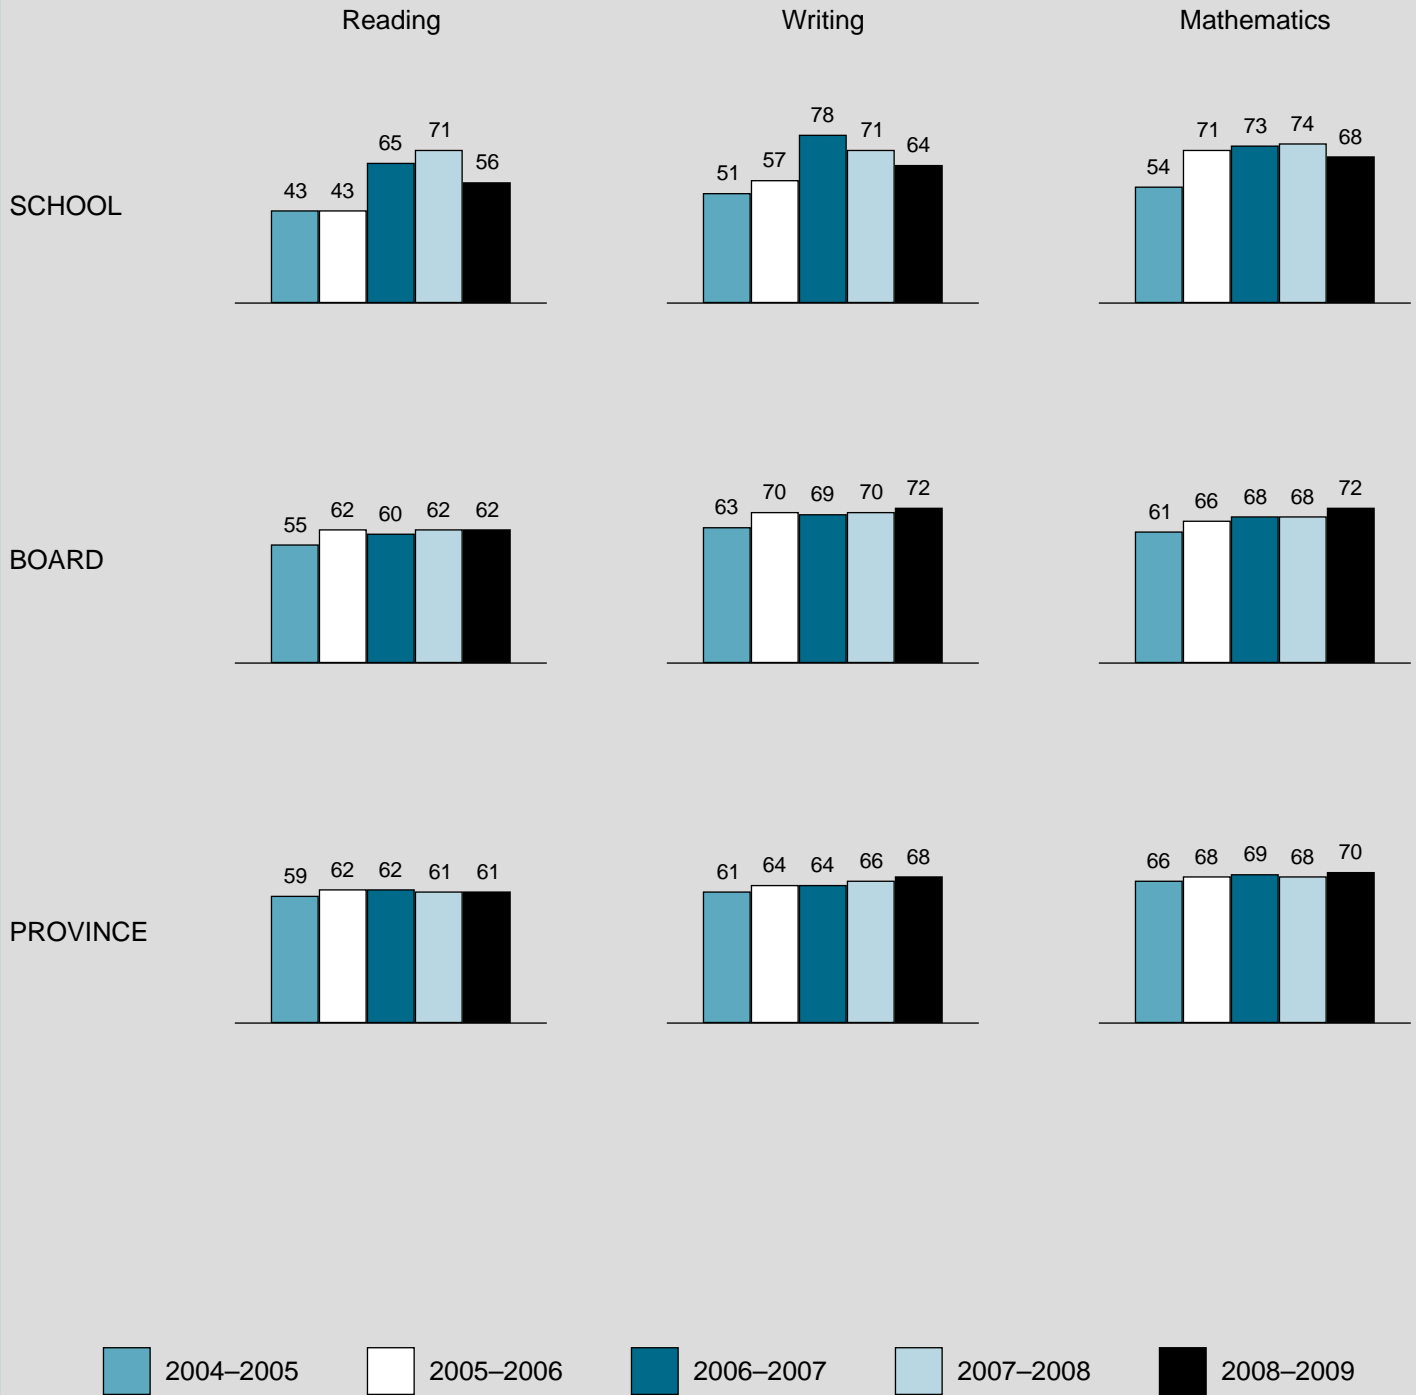 Reading Writing Mathematics
SCHOOL
43 43 65 71 56
51 57 78 71 64
54 71 73 74 68
BOARD
55 62 60 62 62
63 70 69 70 72
61 66 68 68 72
PROVINCE
59 62 62 61 61
61 64 64 66 68
66 68 69 68 70
2004–2005 2005–2006 2006–2007 2007–2008 2008–2009